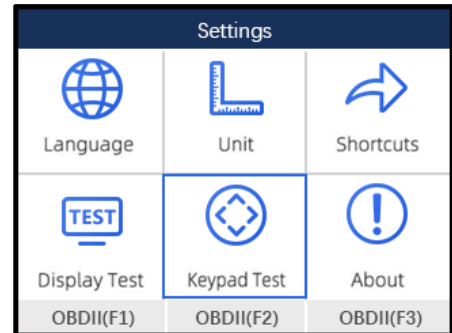 Settings
Language Unit Shortcuts
TEST
Display Test Keypad Test About
OBDII(F1) OBDII(F2) OBDII(F3)